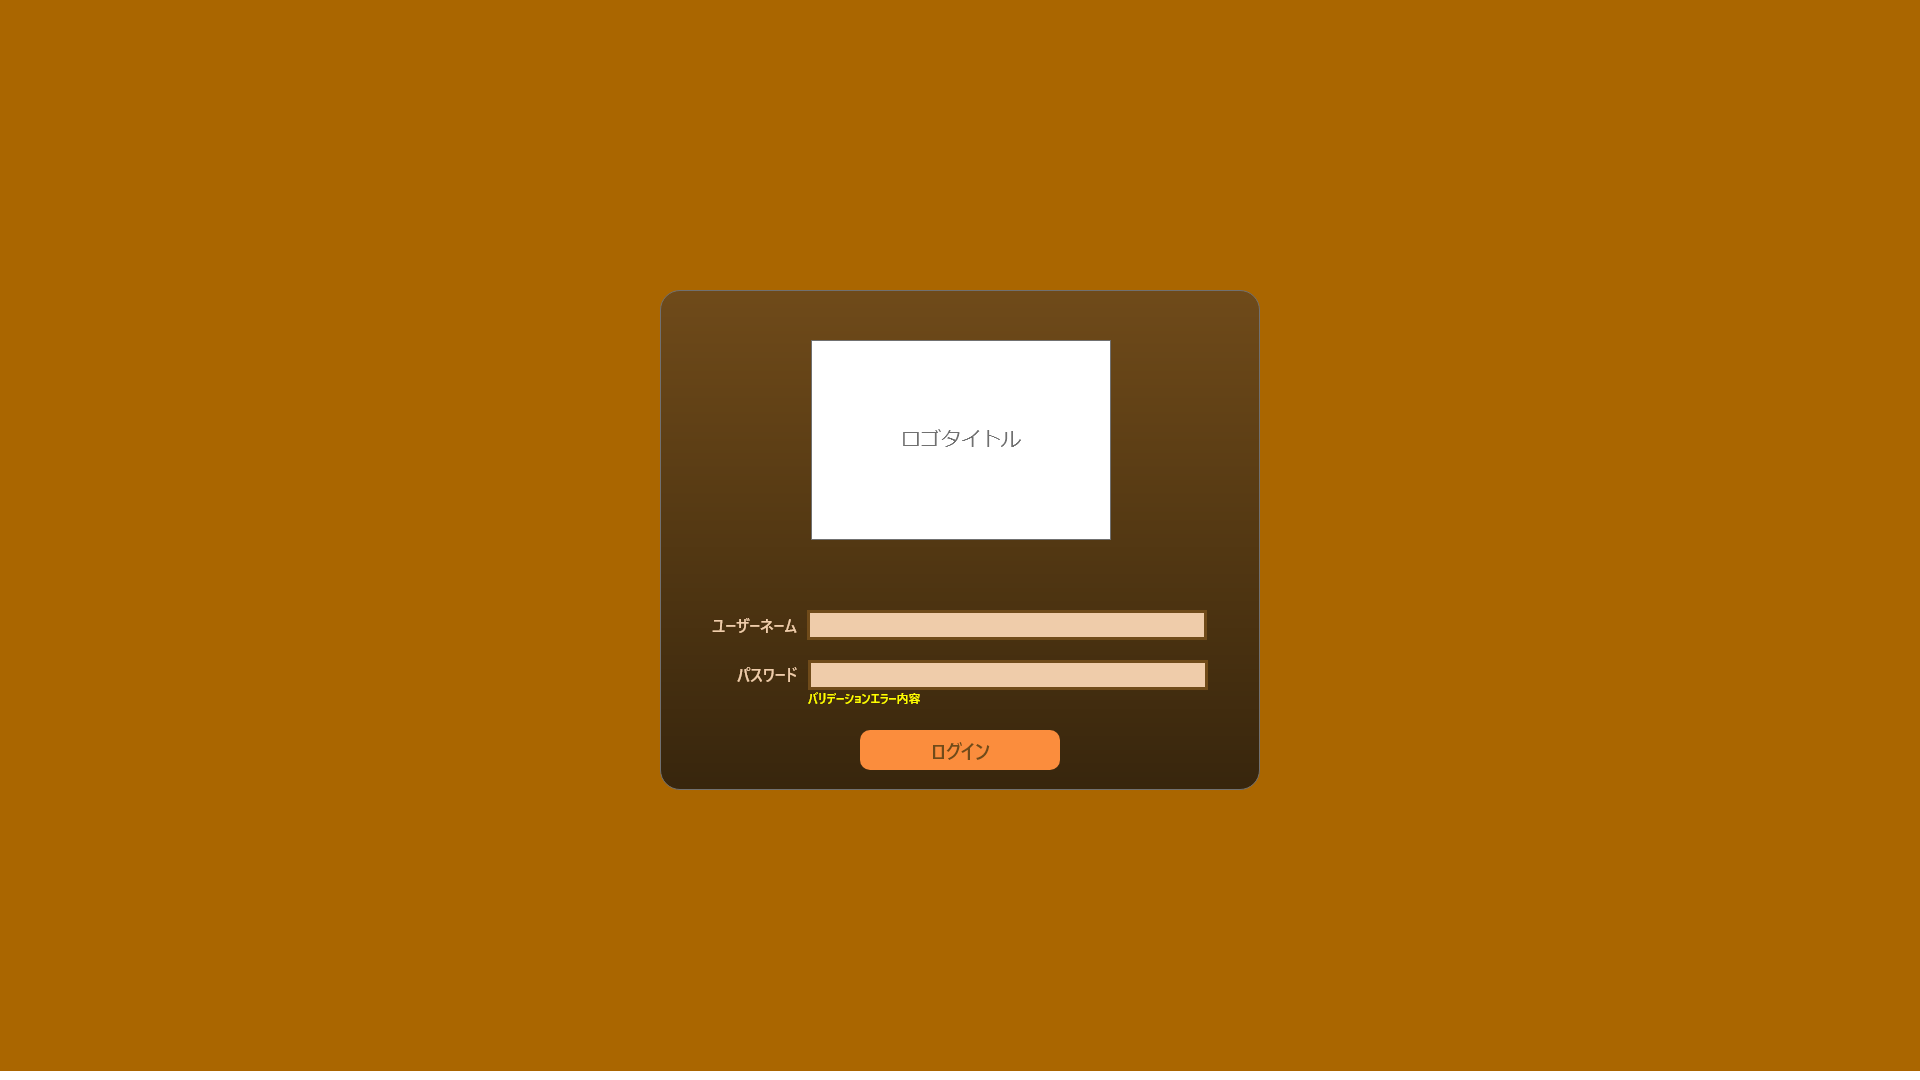 ロゴタイトル
ユーザーネーム
パスワード
バリデーションエラー内容
ログイン